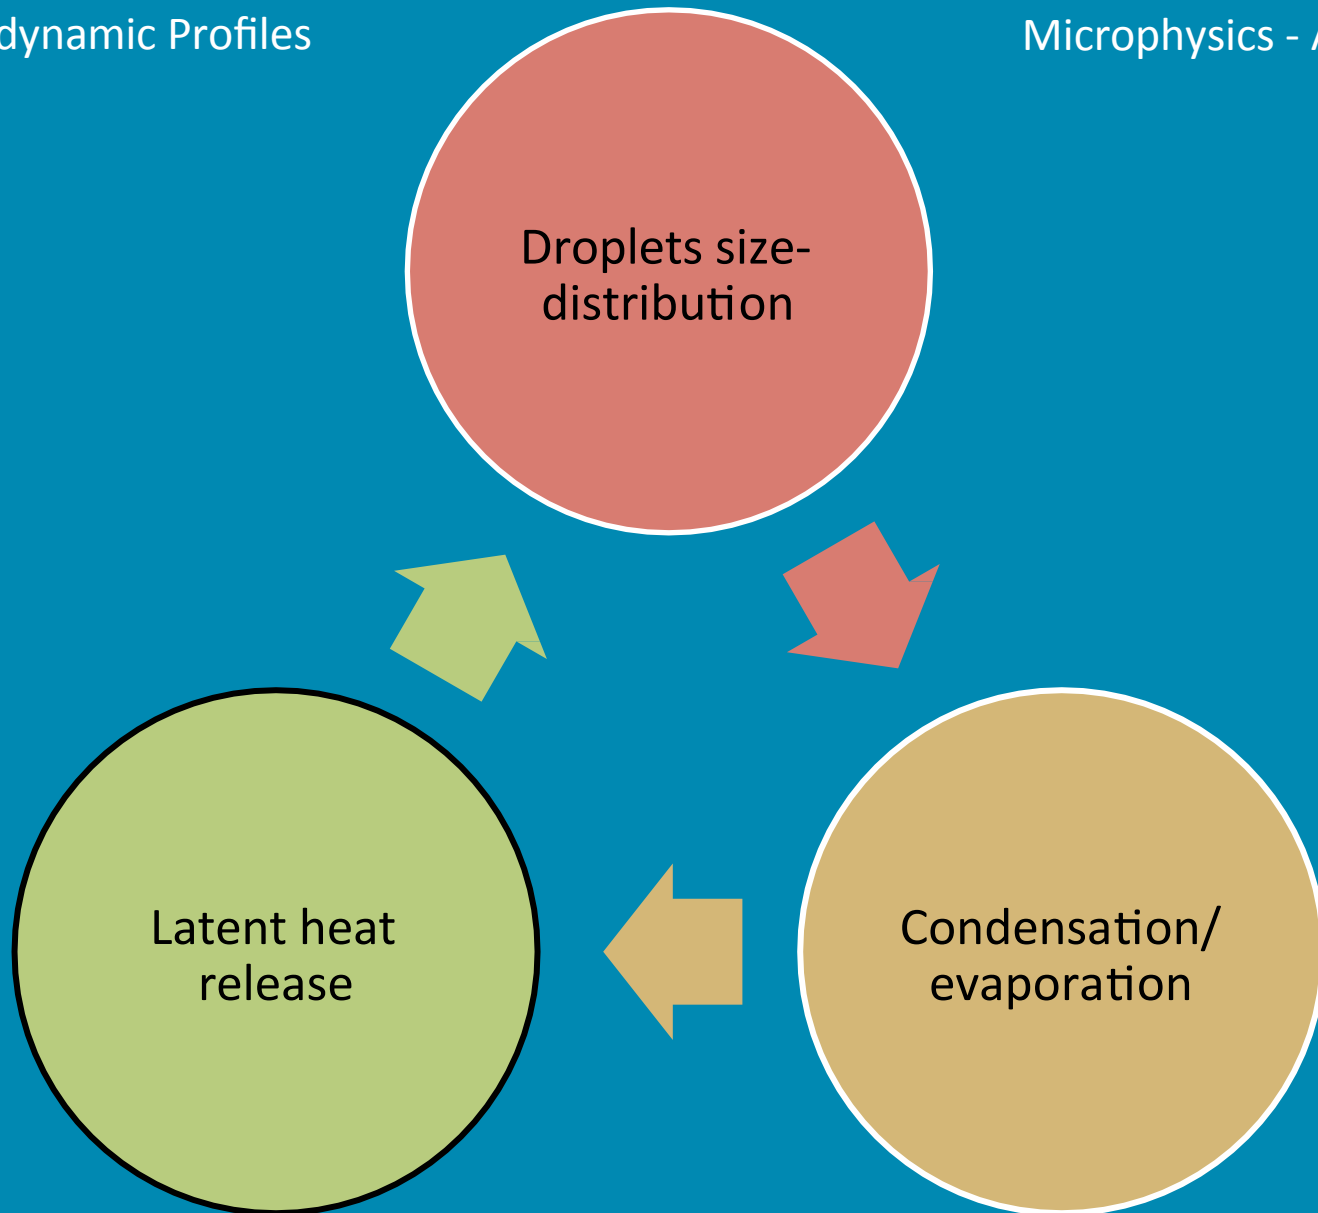 dynamic Profiles
Microphysics - A
Droplets size-
distribution
Latent heat
release
Condensation/
evaporation